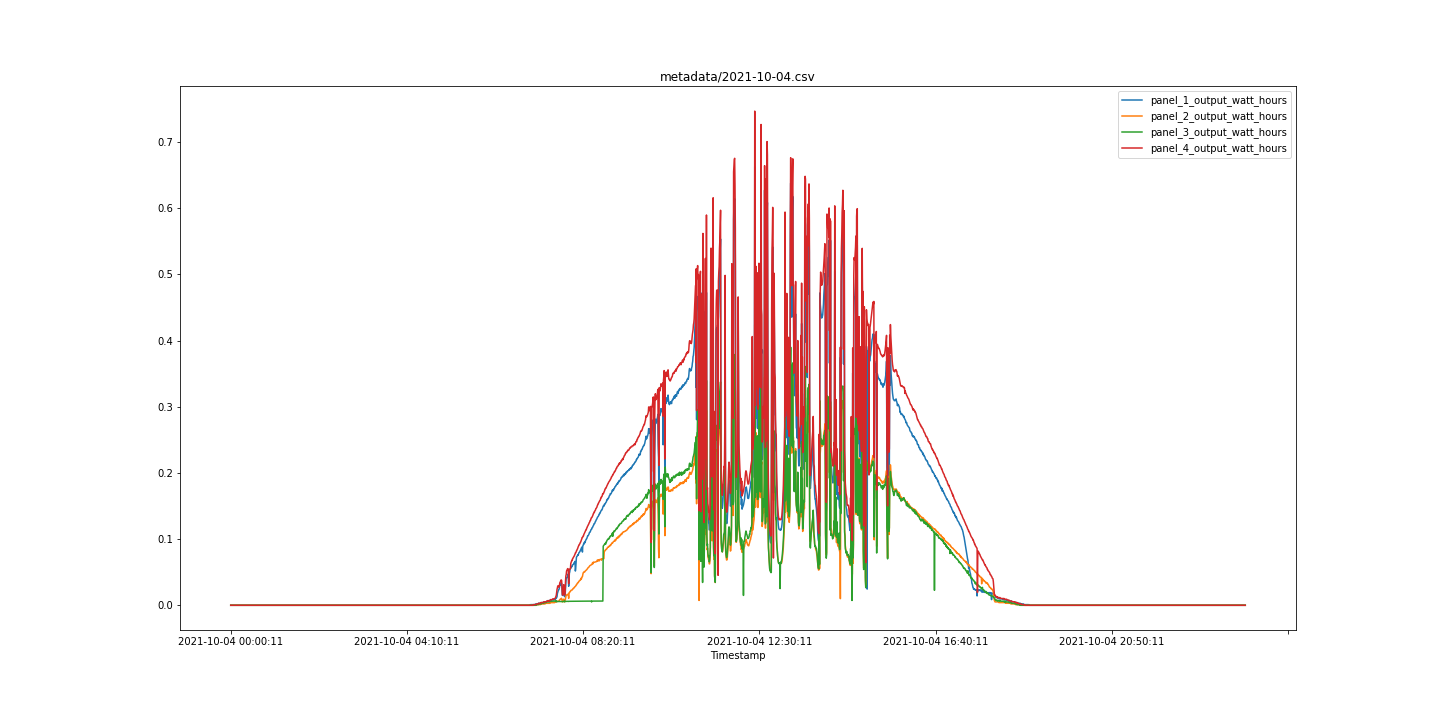 metadata/2021-10-04.csv
panel_1_output_watt_hours
panel_2_output_watt_hours
panel_3_output_watt_hours
panel_4_output_watt_hours
0.7
0.6
0.5
0.4
0.3
0.2
0.1
0.0
2021-10-04 00:00:11 2021-10-04 04:10:11 2021-10-04 08:20:11 2021-10-04 12:30:11 2021-10-04 16:40:11 2021-10-04 20:50:11
Timestamp